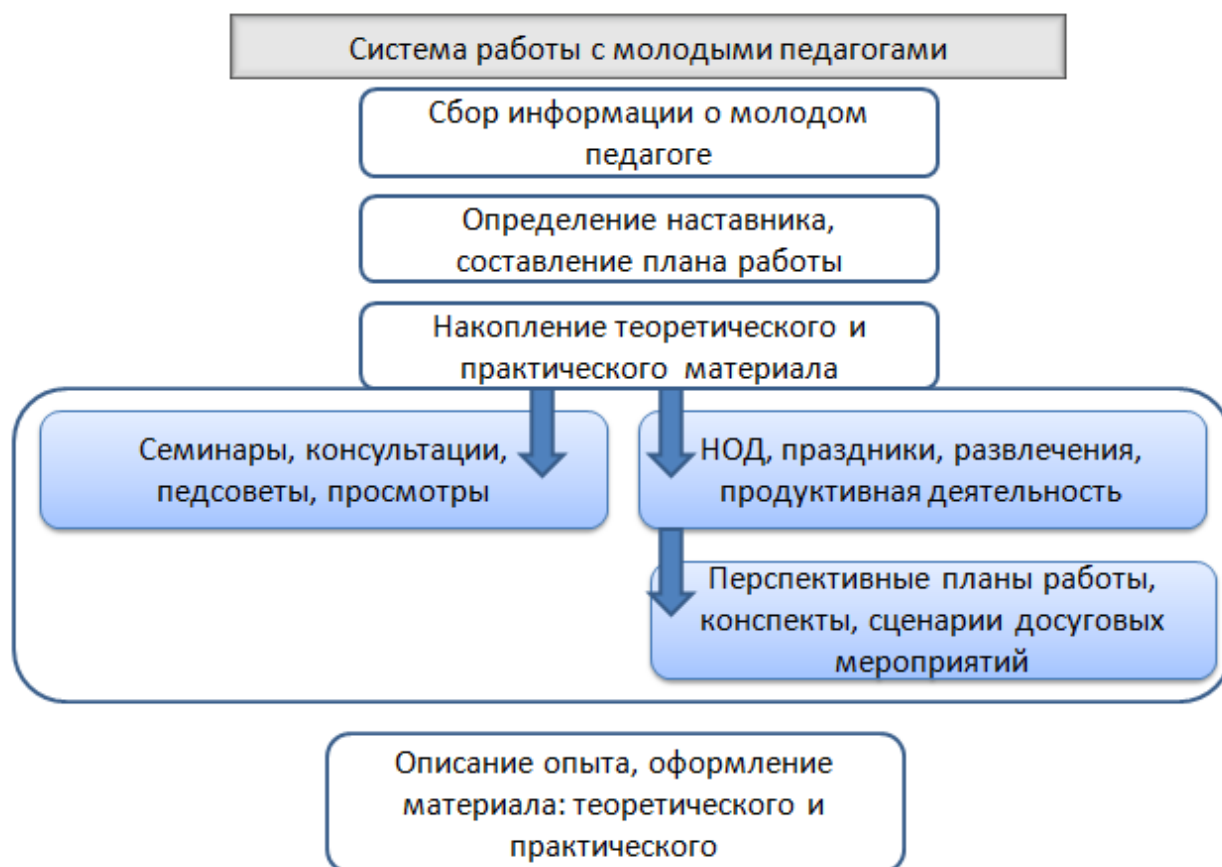 Система работы с молодыми педагогами
Сбор информации о молодом
педагоге
Определение наставника,
составление плана работы
Накопление теоретического и
практического материала
Семинары, консультации,
педсоветы, просмотры
НОД, праздники, развлечения,
продуктивная деятельность
Перспективные планы работы,
конспекты, сценарии досуговых
мероприятий
Описание опыта, оформление
материала: теоретического и
практического